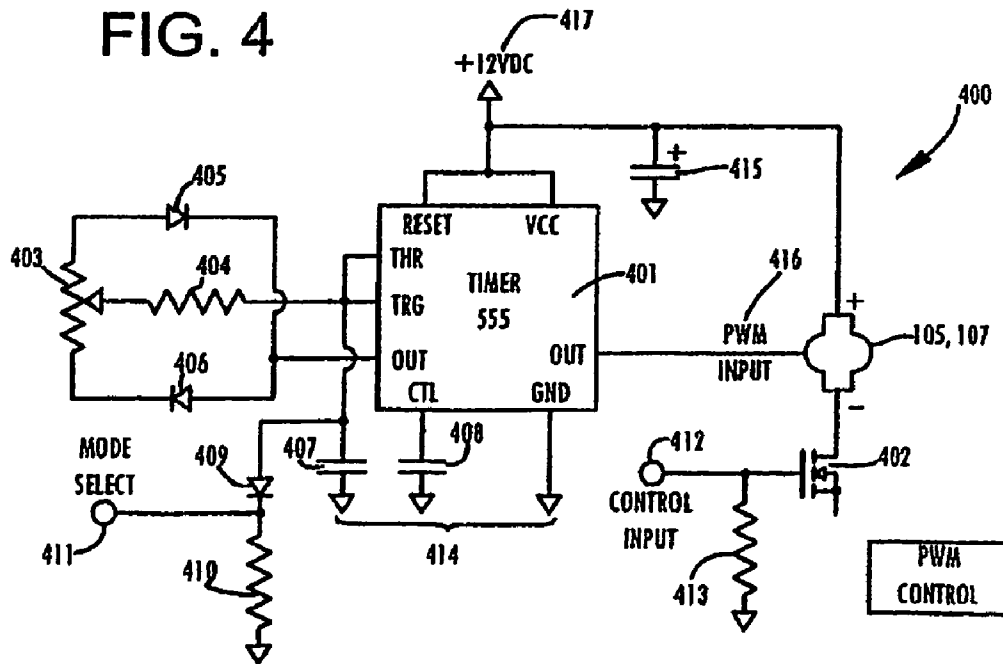 FIG. 4
417
+12VDC
400
405
+
415
RESET
VCC
403
404
THR
TIMER
401
416
TRG
555
+
PWM
105, 107
OUT
OUT
INPUT
406
CTL
GND
-
MODE
407
408
412
402
SELECT
409
CONTROL
INPUT
411
414
410
413
PWM
CONTROL